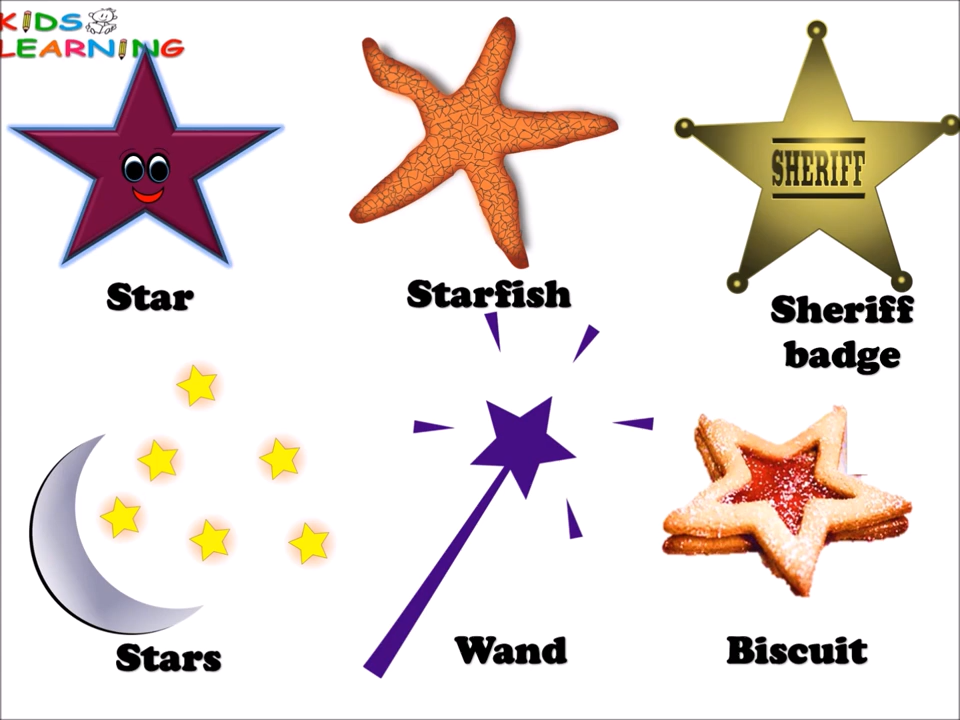 KIDS
LEARNING
SHERIFF
Star
Starfish
Sheriff
badge
Stars
Wand
Biscuit